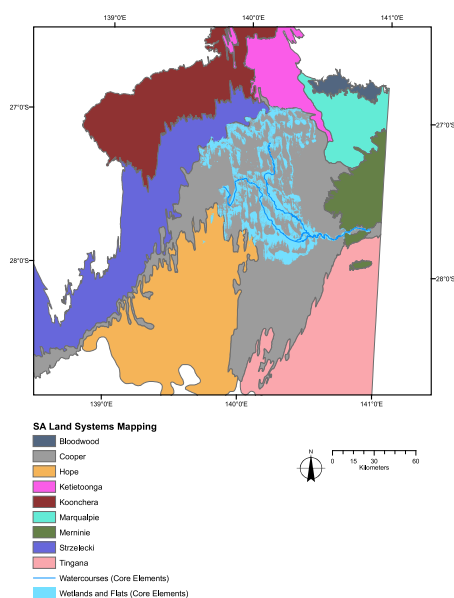 139°0'E 140°0'E 141°0'E
27°0'S 27°0'S
28°0'S 28°0'S
139°0'E 140°0'E 141°0'E
SA Land Systems Mapping
Bloodwood
Cooper
Hope
Ketietoonga
Koonchera
Marqualpie
Merninie
Strzelecki
Tingana
Watercourses (Core Elements)
Wetlands and Flats (Core Elements)
N
0 15 30 60
Kilometers